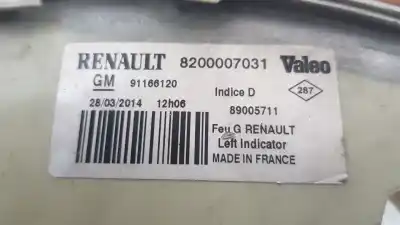 RENAULT 8200007031 Valeo
GM 91166120 Indice D 287
28/03/2014 12h06 89005711
Feu G RENAULT
Left Indicator
MADE IN FRANCE